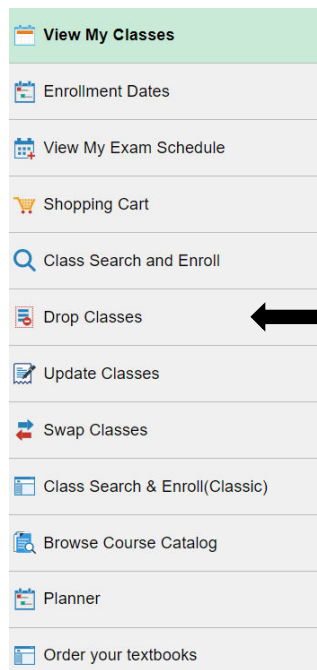 View My Classes
Enrollment Dates
View My Exam Schedule
Shopping Cart
Class Search and Enroll
Drop Classes
Update Classes
Swap Classes
Class Search & Enroll(Classic)
Browse Course Catalog
Planner
Order your textbooks